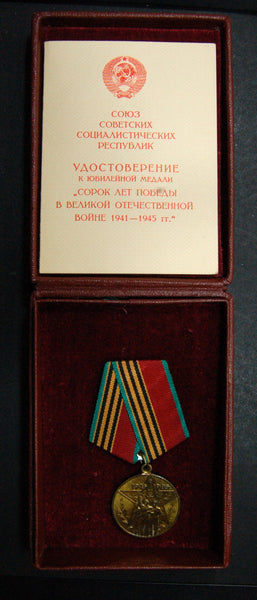 СОЮЗ
СОВЕТСКИХ
СОЦИАЛИСТИЧЕСКИХ
РЕСПУБЛИК
УДОСТОВЕРЕНИЕ
К ЮБИЛЕЙНОЙ МЕДАЛИ
„СОРОК ЛЕТ ПОБЕДЫ
В ВЕЛИКОЙ ОТЕЧЕСТВЕННОЙ
ВОЙНЕ 1941—1945 гг.“